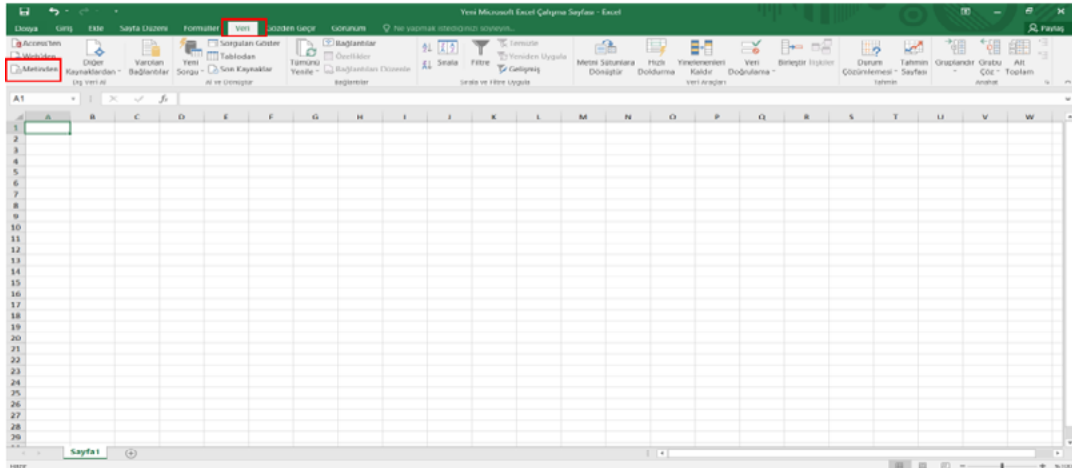 Yeni Microsoft Excel Çalışma Sayfası - Excel
Dosya Giriş Ekle Sayfa Düzeni Formüller Veri Gözden Geçir Görünüm Ne yapmak istediğinizi söyleyin... Paylaş
Access'ten Sorguları Göster Bağlantılar Temizle
Web'den Tablodan Özellikler Yeniden Uygula
Metinden Son Kaynaklar Bağlantıları Düzenle Gelişmiş
Diğer Kaynaklardan Varolan Bağlantılar Yeni Sorgu Tümünü Yenile Sırala Filtre Metni Sütunlara Dönüştür Hızlı Doldurma Yinelenenleri Kaldır Veri Doğrulama Birleştir İlişkiler Durum Çözümlemesi Tahmin Sayfası Gruplandır Grubu Çöz Alt Toplam
Dış Veri Al Al ve Dönüştür Bağlantılar Sırala ve Filtre Uygula Veri Araçları Tahmin Anahat
A1 fx
A B C D E F G H I J K L M N O P Q R S T U V W
1
2
3
4
5
6
7
8
9
10
11
12
13
14
15
16
17
18
19
20
21
22
23
24
25
26
27
28
29
Sayfa1